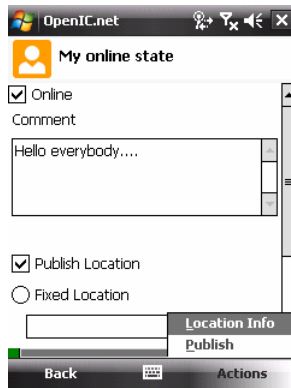 OpenIC.net
My online state
Online
Comment
Hello everybody....
Publish Location
Fixed Location
Location Info
Publish
Back
Actions